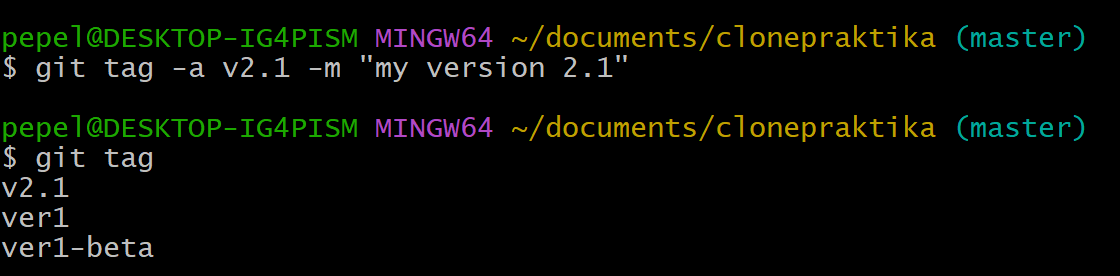 pepel@DESKTOP-IG4PISM MINGW64 ~/documents/clonepraktika (master)
$ git tag -a v2.1 -m "my version 2.1"
pepel@DESKTOP-IG4PISM MINGW64 ~/documents/clonepraktika (master)
$ git tag
v2.1
ver1
ver1-beta